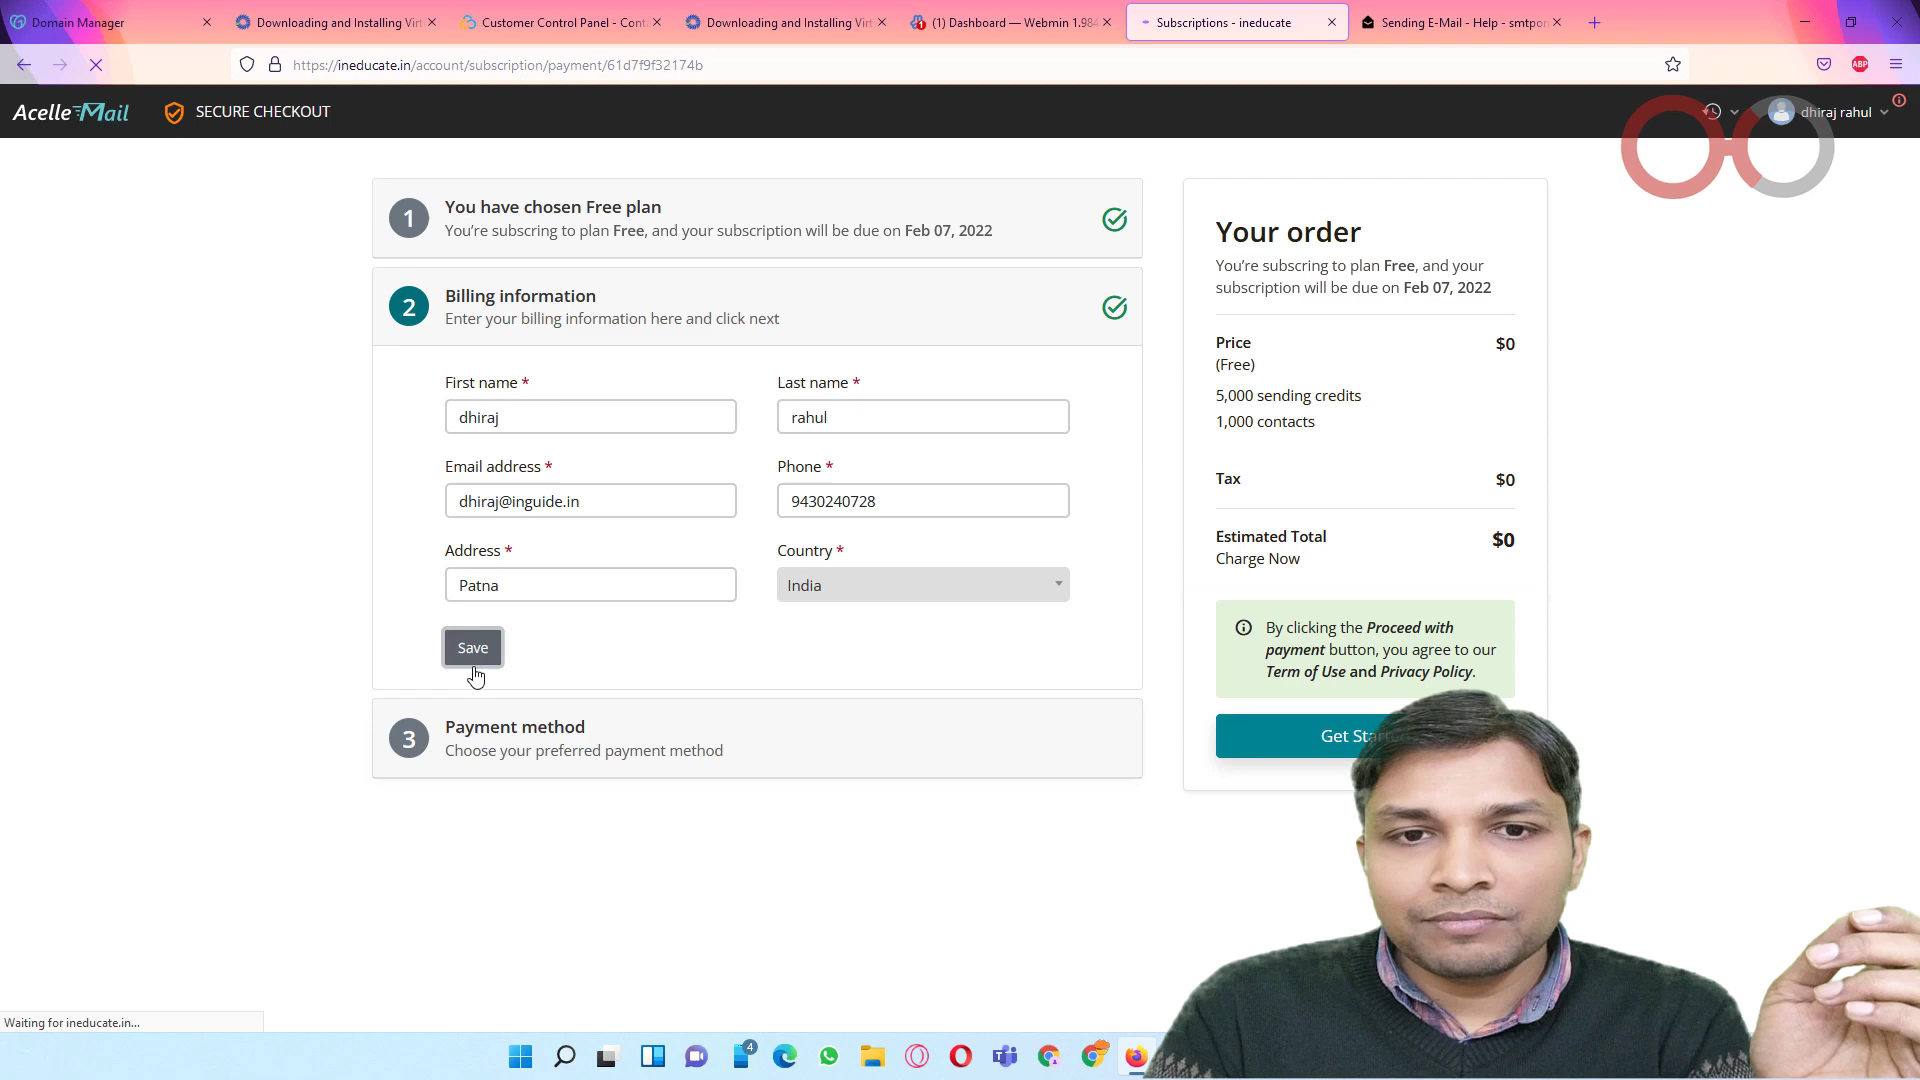 Domain Manager
Downloading and Installing Virt
Customer Control Panel - Cont
Downloading and Installing Virt
(1) Dashboard — Webmin 1.984
Subscriptions - ineducate
Sending E-Mail - Help - smtpor
https://ineducate.in/account/subscription/payment/61d7f9f32174b
ABP
AcelleMail
SECURE CHECKOUT
dhiraj rahul
1
You have chosen Free plan
You're subscring to plan Free, and your subscription will be due on Feb 07, 2022
2
Billing information
Enter your billing information here and click next
First name *
Last name *
dhiraj
rahul
Email address *
Phone *
dhiraj@inguide.in
9430240728
Address *
Country *
Patna
India
Save
3
Payment method
Choose your preferred payment method
Your order
You're subscring to plan Free, and your
subscription will be due on Feb 07, 2022
Price
$0
(Free)
5,000 sending credits
1,000 contacts
Tax
$0
Estimated Total
$0
Charge Now
By clicking the Proceed with
payment button, you agree to our
Term of Use and Privacy Policy.
Get
Waiting for ineducate.in...
4